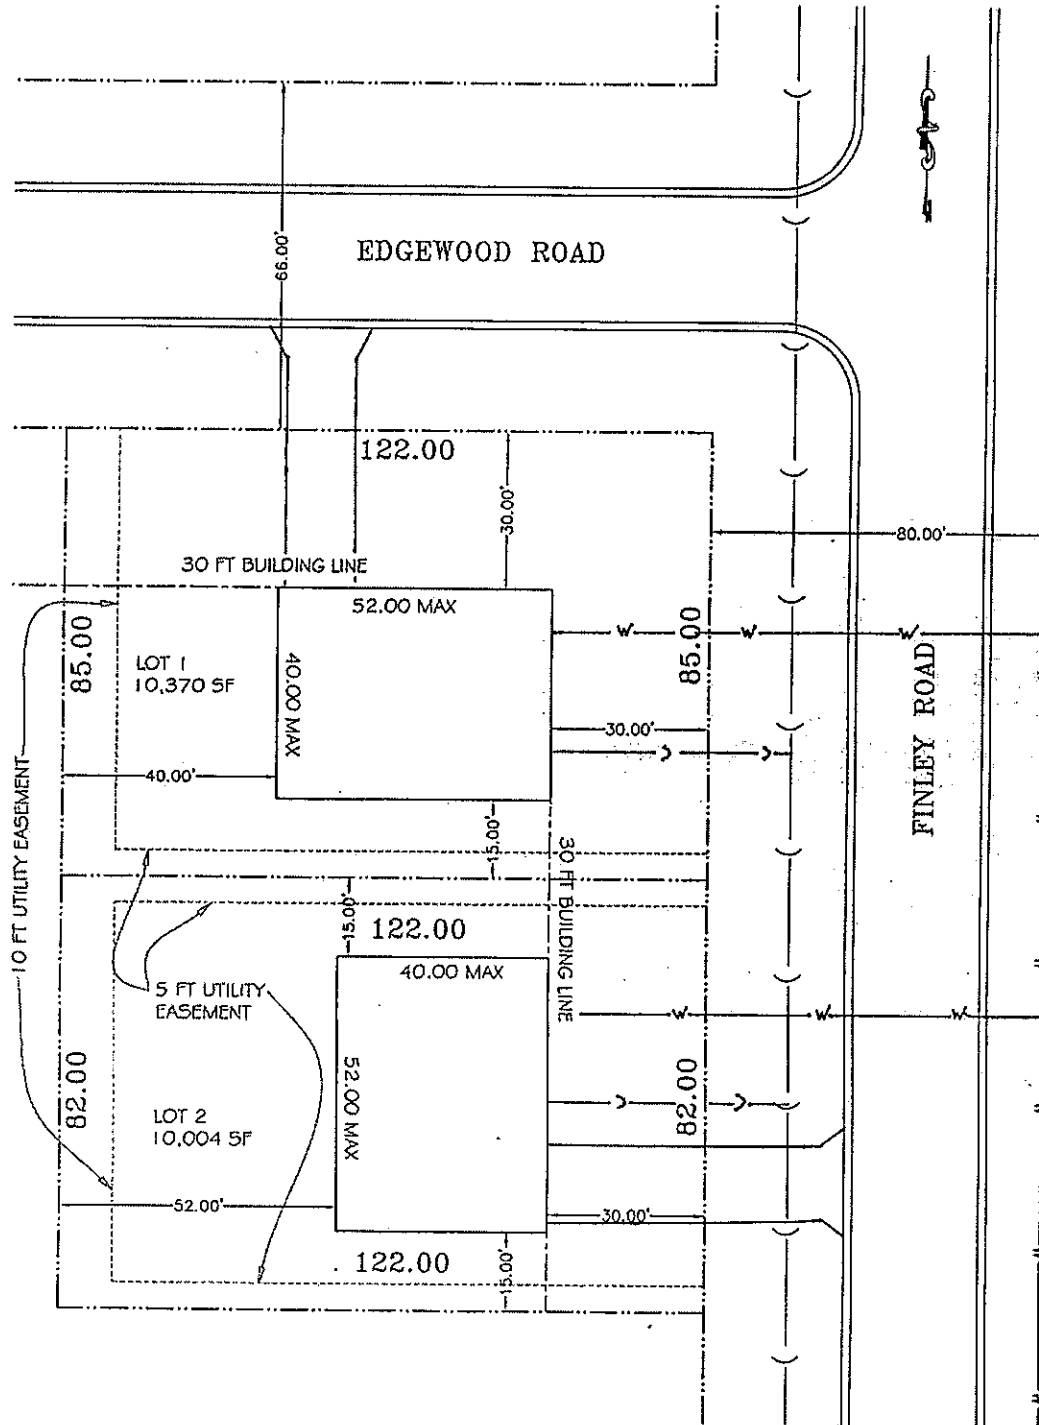 66.00'
EDGEWOOD ROAD
122.00
30.00'
80.00'
30 FT BUILDING LINE
52.00 MAX
W W W
85.00
LOT 1
10,370 SF
40.00 MAX
85.00
30.00'
FINLEY ROAD
40.00'
10 FT UTILITY EASEMENT
15.00'
30 FT BUILDING LINE
15.00'
122.00
40.00 MAX
5 FT UTILITY
EASEMENT
W W W
82.00
52.00 MAX
82.00
LOT 2
10,004 SF
52.00'
30.00'
122.00
15.00'